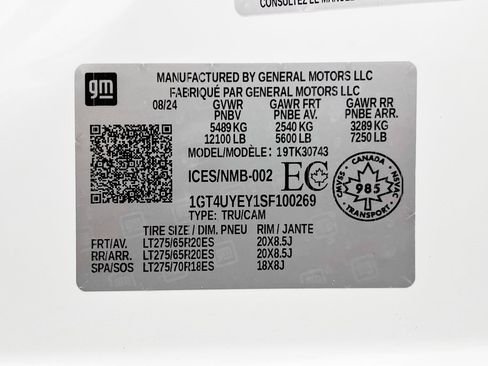 CONSULTEZ LE MANUEL
gm
MANUFACTURED BY GENERAL MOTORS LLC
FABRIQUÉ PAR GENERAL MOTORS LLC
08/24 GVWR GAWR FRT GAWR RR
PNBV PNBE AV. PNBE ARR.
5489 KG 2540 KG 3289 KG
12100 LB 5600 LB 7250 LB
MODEL/MODÈLE: 19TK30743
ICES/NMB-002 EC
CANADA
CMVSS 985 NSVAC
TRANSPORT
1GT4UYEY1SF100269
TYPE: TRU/CAM
TIRE SIZE / DIM. PNEU RIM / JANTE
FRT/AV. LT275/65R20ES 20X8.5J
RR/ARR. LT275/65R20ES 20X8.5J
SPA/SOS LT275/70R18ES 18X8J